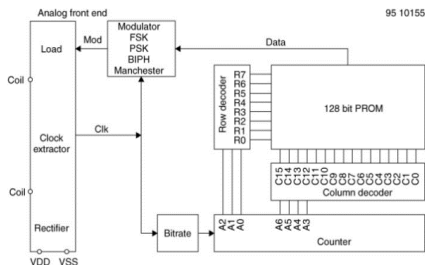 Analog front end
95 10155
Load
Mod
Modulator
FSK
PSK
BIPH
Manchester
Data
Coil
Clock
extractor
Clk
Row decoder
R7
R6
R5
R4
R3
R2
R1
R0
128 bit PROM
C15
C14
C13
C12
C11
C10
C9
C8
C7
C6
C5
C4
C3
C2
C1
C0
Column decoder
Coil
A2
A1
A0
A6
A5
A4
A3
Rectifier
Bitrate
Counter
VDD
VSS